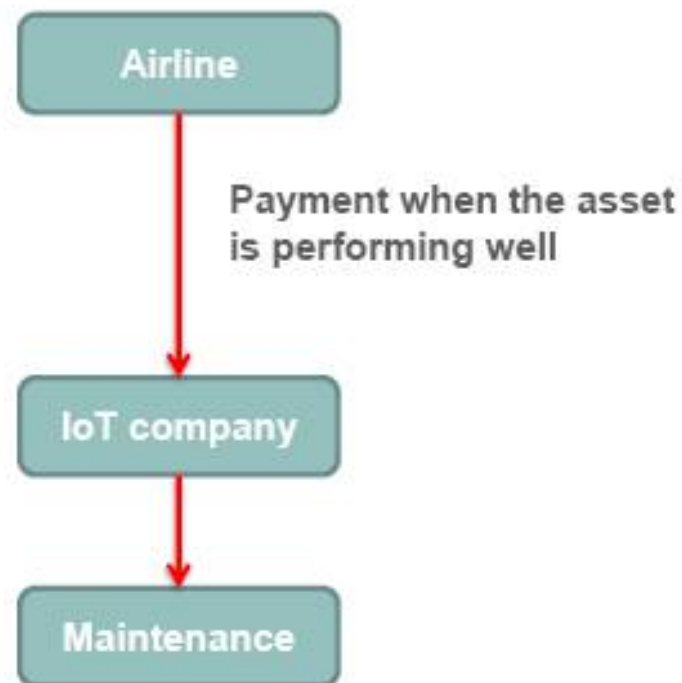 Airline
Payment when the asset
is performing well
IoT company
Maintenance